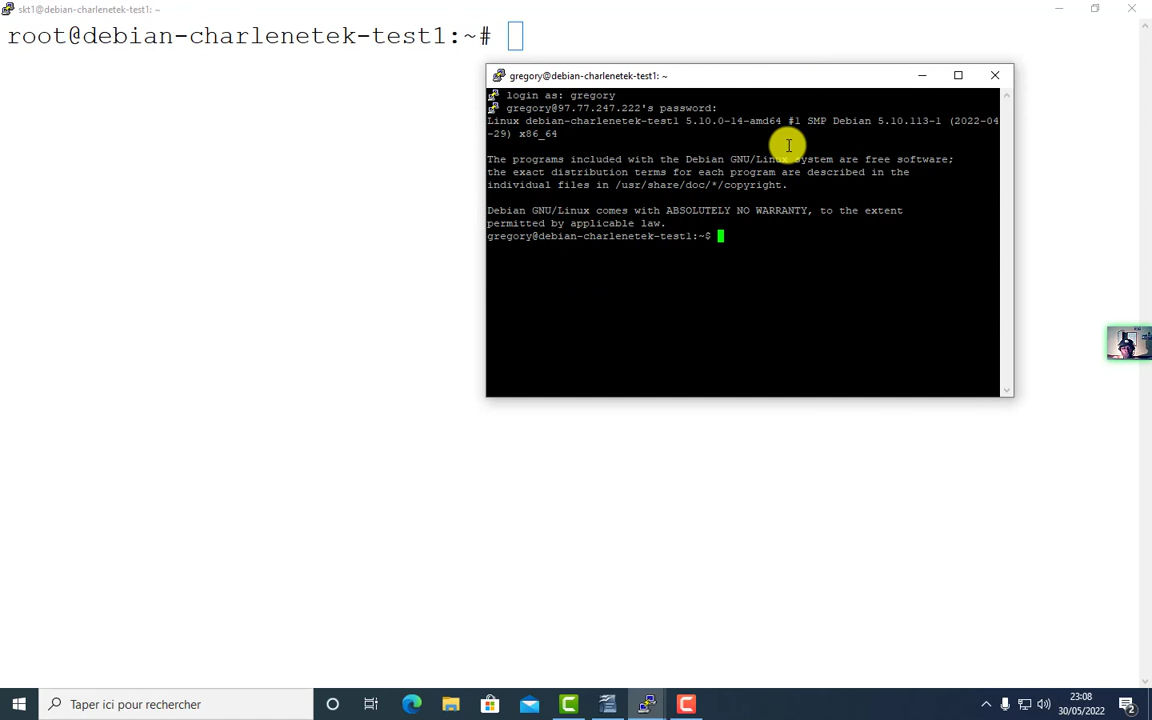 skt1@debian-charlenetek-test1: ~
root@debian-charlenetek-test1:~#
gregory@debian-charlenetek-test1: ~
login as: gregory
gregory@97.77.247.222's password:
Linux debian-charlenetek-test1 5.10.0-14-amd64 #1 SMP Debian 5.10.113-1 (2022-04
-29) x86_64
The programs included with the Debian GNU/Linux system are free software;
the exact distribution terms for each program are described in the
individual files in /usr/share/doc/*/copyright.
Debian GNU/Linux comes with ABSOLUTELY NO WARRANTY, to the extent
permitted by applicable law.
gregory@debian-charlenetek-test1:~$
Taper ici pour rechercher
23:08
30/05/2022
2